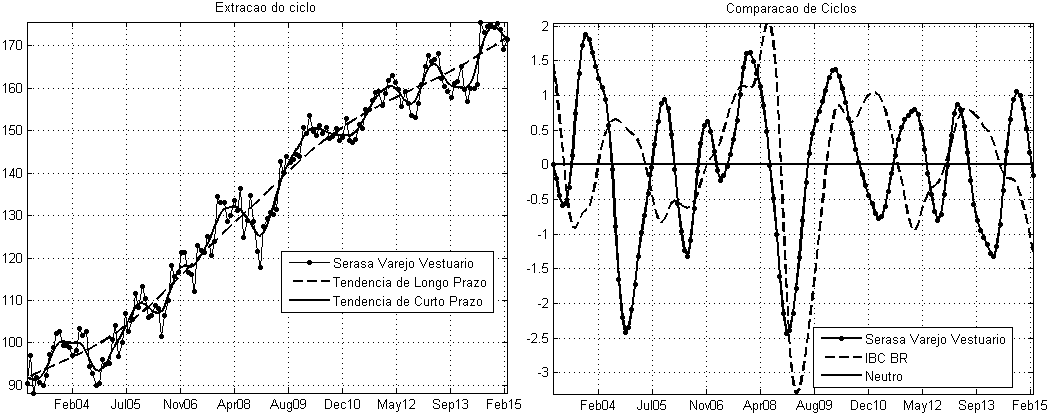 Extracao do ciclo
170
160
150
140
130
120
110
100
90
Feb04 Jul05 Nov06 Apr08 Aug09 Dec10 May12 Sep13 Feb15
Serasa Varejo Vestuario
Tendencia de Longo Prazo
Tendencia de Curto Prazo
Comparacao de Ciclos
2
1.5
1
0.5
0
-0.5
-1
-1.5
-2
-2.5
-3
Feb04 Jul05 Nov06 Apr08 Aug09 Dec10 May12 Sep13 Feb15
Serasa Varejo Vestuario
IBC BR
Neutro